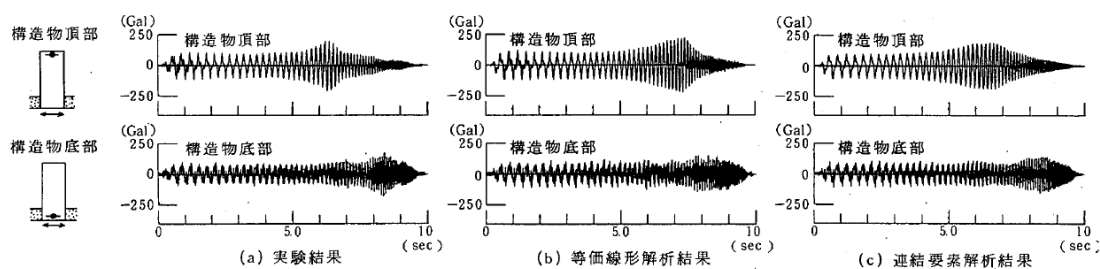 構造物頂部
(Gal)
250
0
-250
構造物頂部
(Gal)
250
0
-250
構造物頂部
(Gal)
250
0
-250
構造物頂部
構造物底部
(Gal)
250
0
-250
構造物底部
0
5.0
10
(sec)
(Gal)
250
0
-250
構造物底部
0
5.0
10
(sec)
(Gal)
250
0
-250
構造物底部
0
5.0
10
(sec)
(a) 実験結果
(b) 等価線形解析結果
(c) 連結要素解析結果